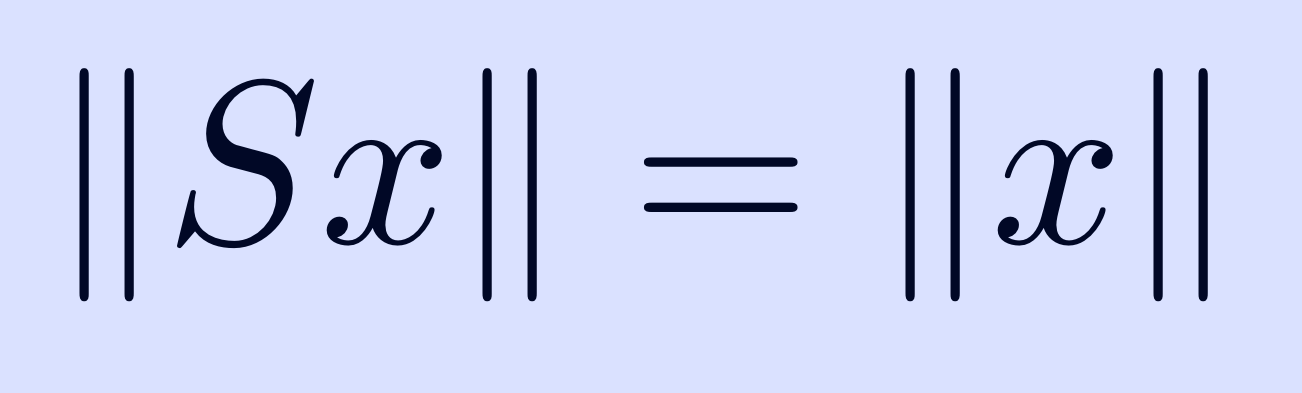 ‖Sx‖ = ‖x‖